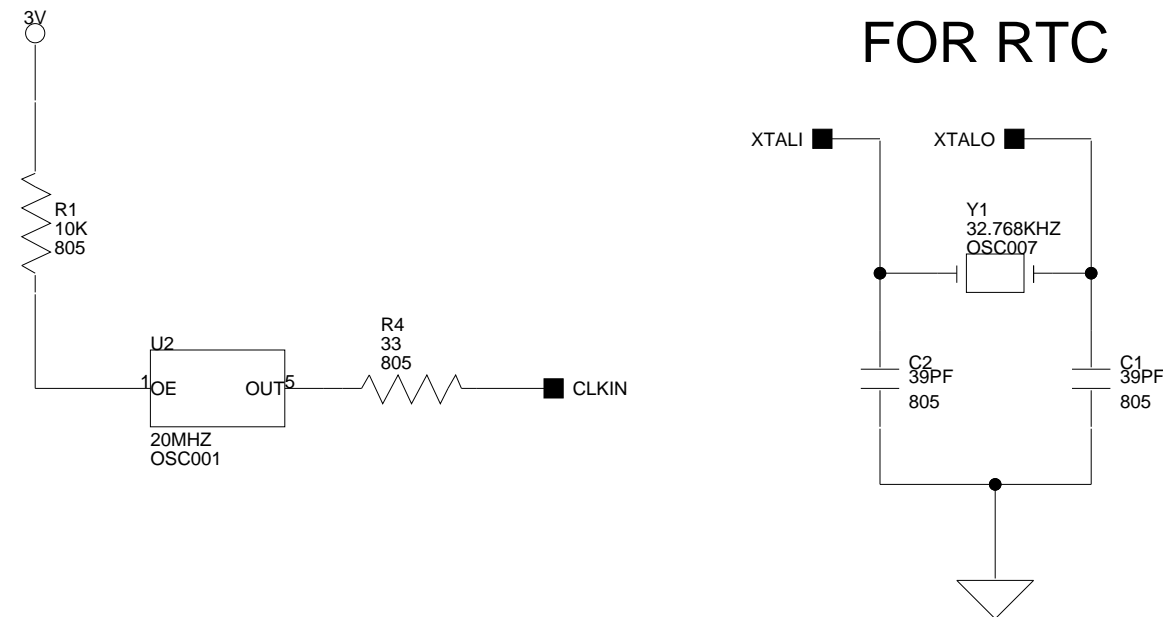 3V
R1
10K
805
U2
1
OE
OUT
5
20MHZ
OSC001
R4
33
805
CLKIN
FOR RTC
XTALI
XTALO
Y1
32.768KHZ
OSC007
C2
39PF
805
C1
39PF
805